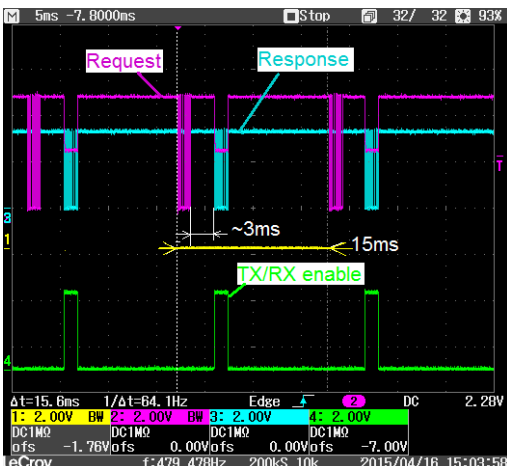 M 5ms -7.8000ms Stop 32/ 32 93%
Request
Response
T
3
1
~3ms
15ms
TX/RX enable
4
Δt=15.6ms 1/Δt=64.1Hz Edge 2 DC 2.28V
1: 2.00V BW 2: 2.00V BW 3: 2.00V 4: 2.00V
DC1MΩ DC1MΩ DC1MΩ DC1MΩ
ofs -1.76V ofs 0.00V ofs 0.00V ofs -7.00V
LeCroy f:479.478Hz 200kS 10k 2015/04/16 15:03:58